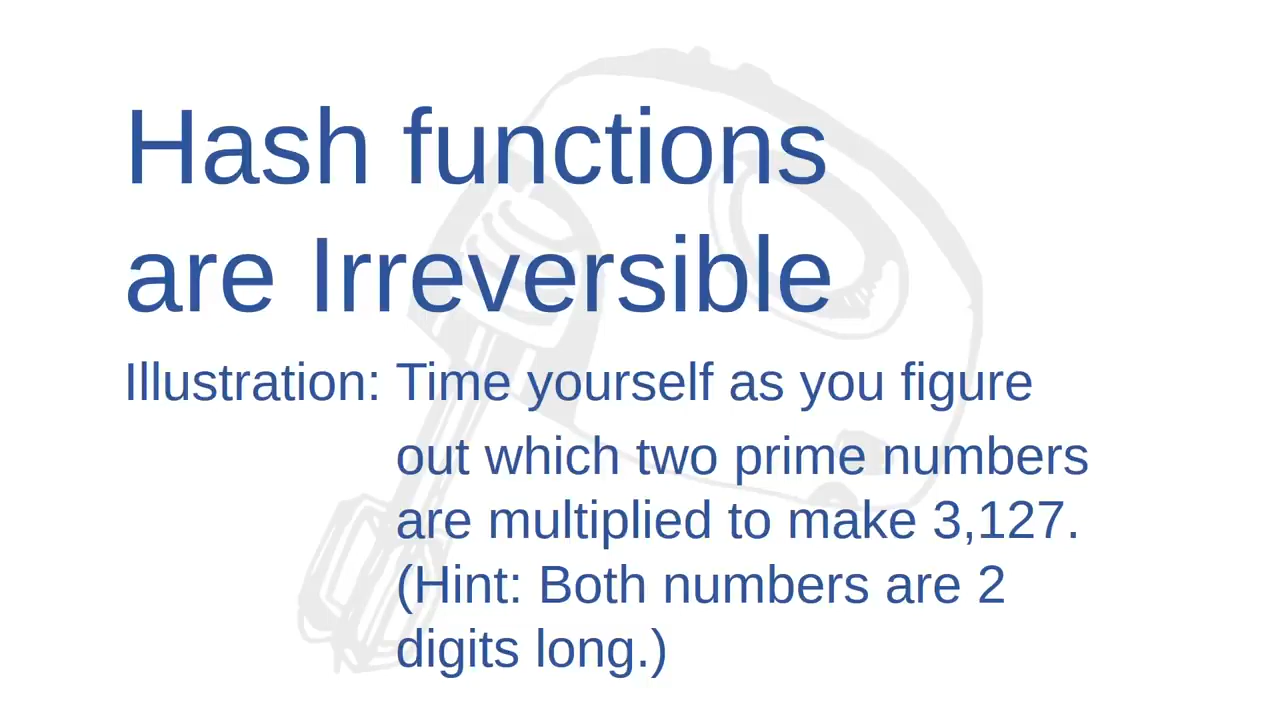 Hash functions
are Irreversible
Illustration: Time yourself as you figure
out which two prime numbers
are multiplied to make 3,127.
(Hint: Both numbers are 2
digits long.)